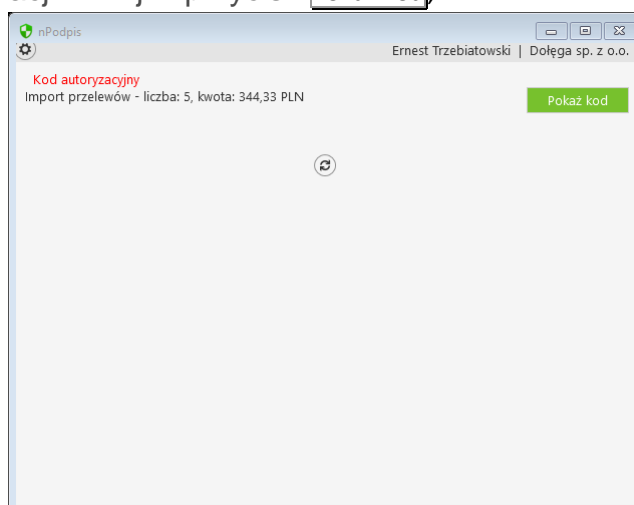 nPodpis
Ernest Trzebiatowski | Dołęga sp. z o.o.
Kod autoryzacyjny
Import przelewów - liczba: 5, kwota: 344,33 PLN
Pokaż kod